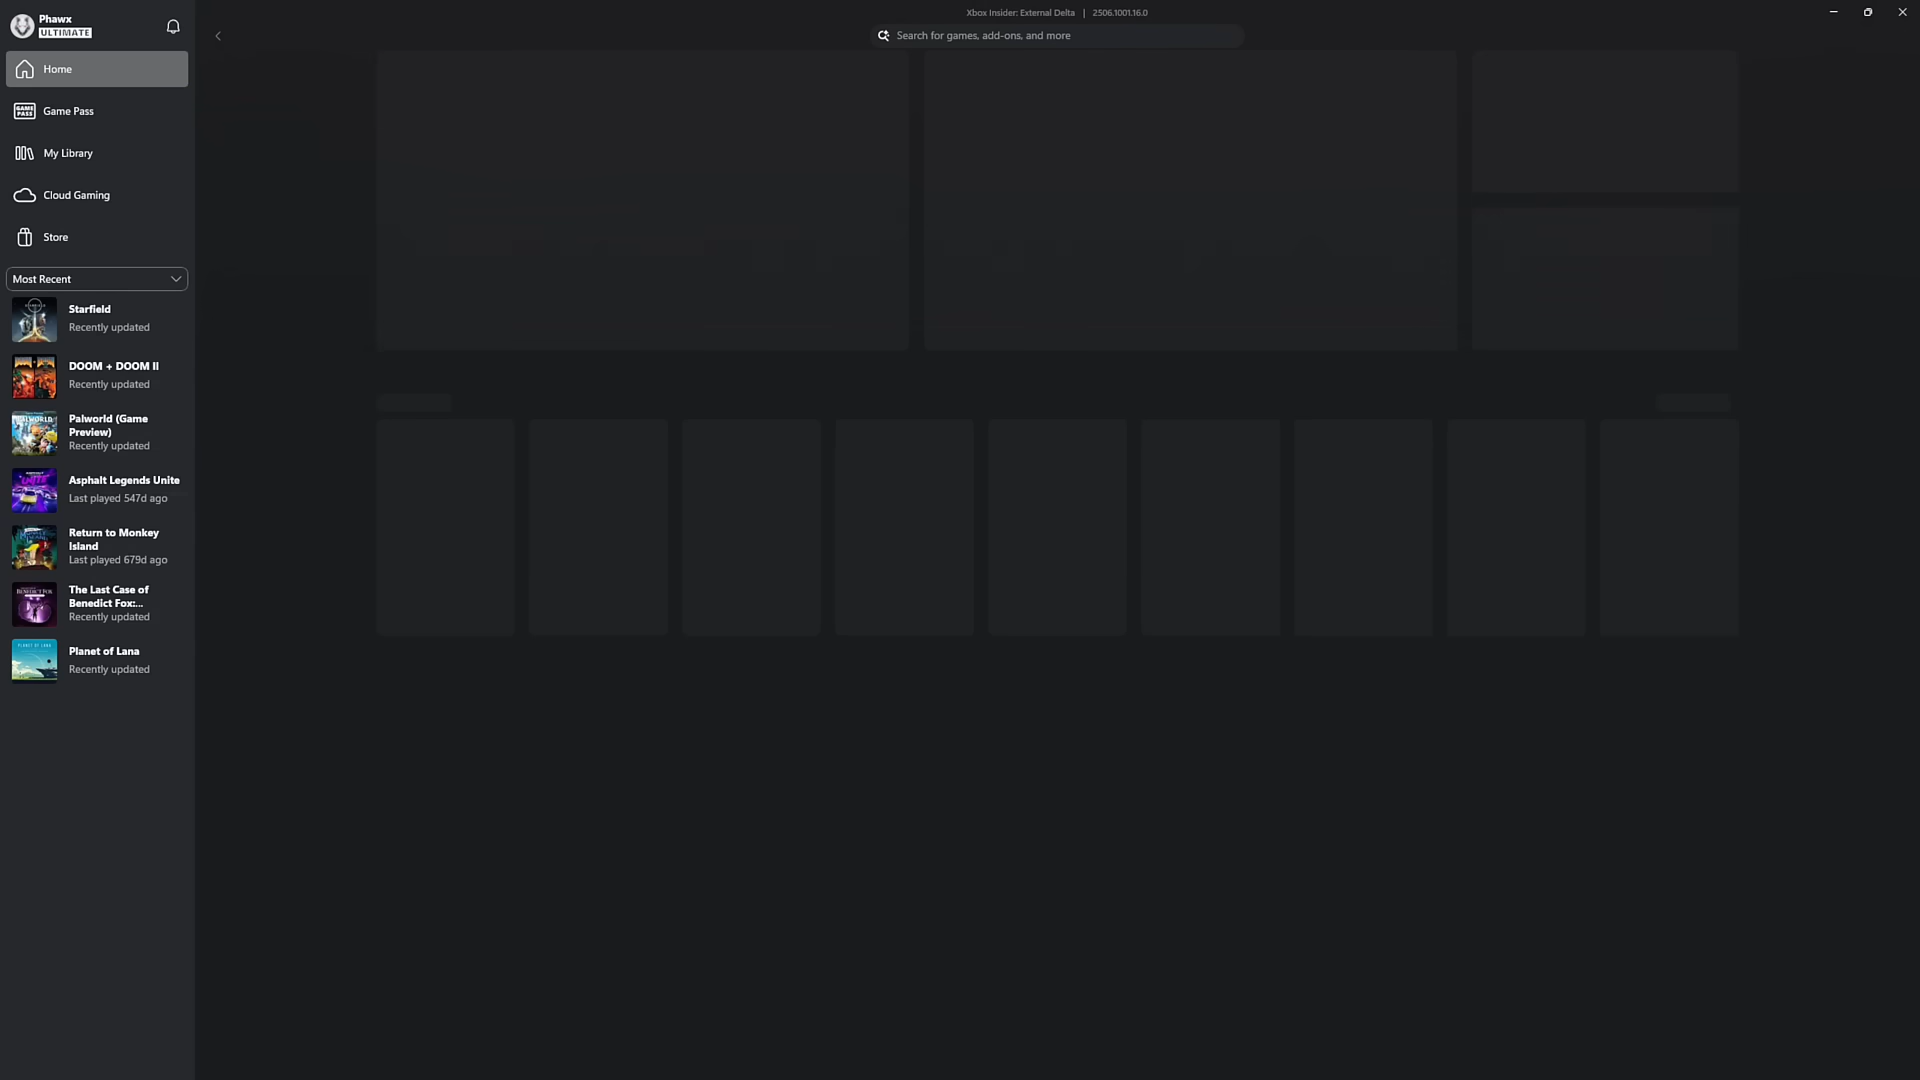 Phawx
ULTIMATE
Xbox Insider: External Delta | 2506.1001.16.0
Search for games, add-ons, and more
Home
GAME PASS
Game Pass
My Library
Cloud Gaming
Store
Most Recent
Starfield
Recently updated
DOOM + DOOM II
Recently updated
Palworld (Game
Preview)
Recently updated
Asphalt Legends Unite
Last played 547d ago
Return to Monkey
Island
Last played 679d ago
The Last Case of
Benedict Fox:...
Recently updated
Planet of Lana
Recently updated